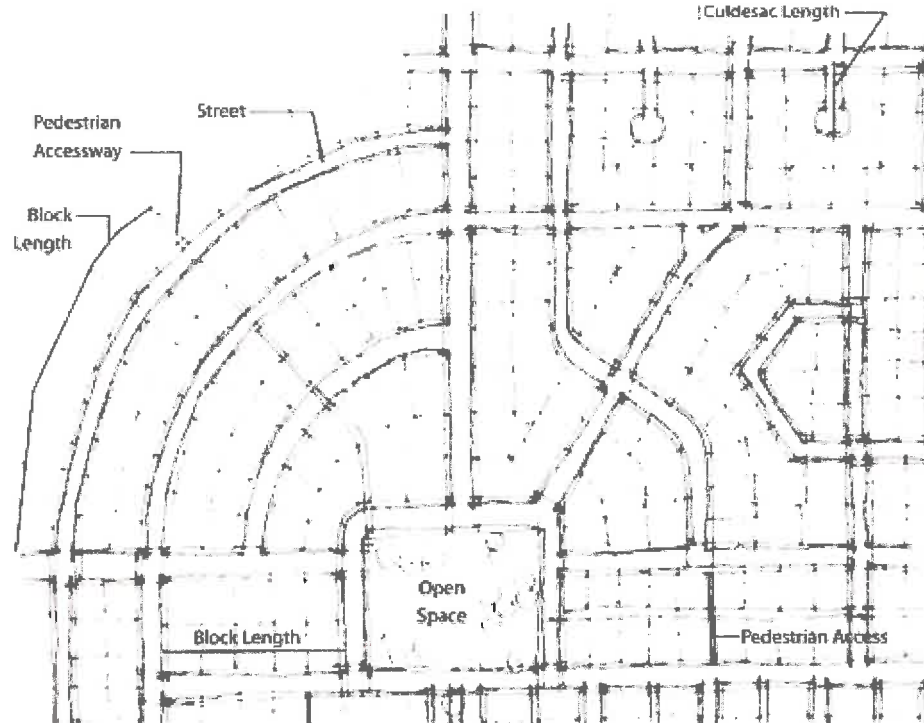 Culdesac Length
Street
Pedestrian
Accessway
Block
Length
Open
Space
Block Length
Pedestrian Access